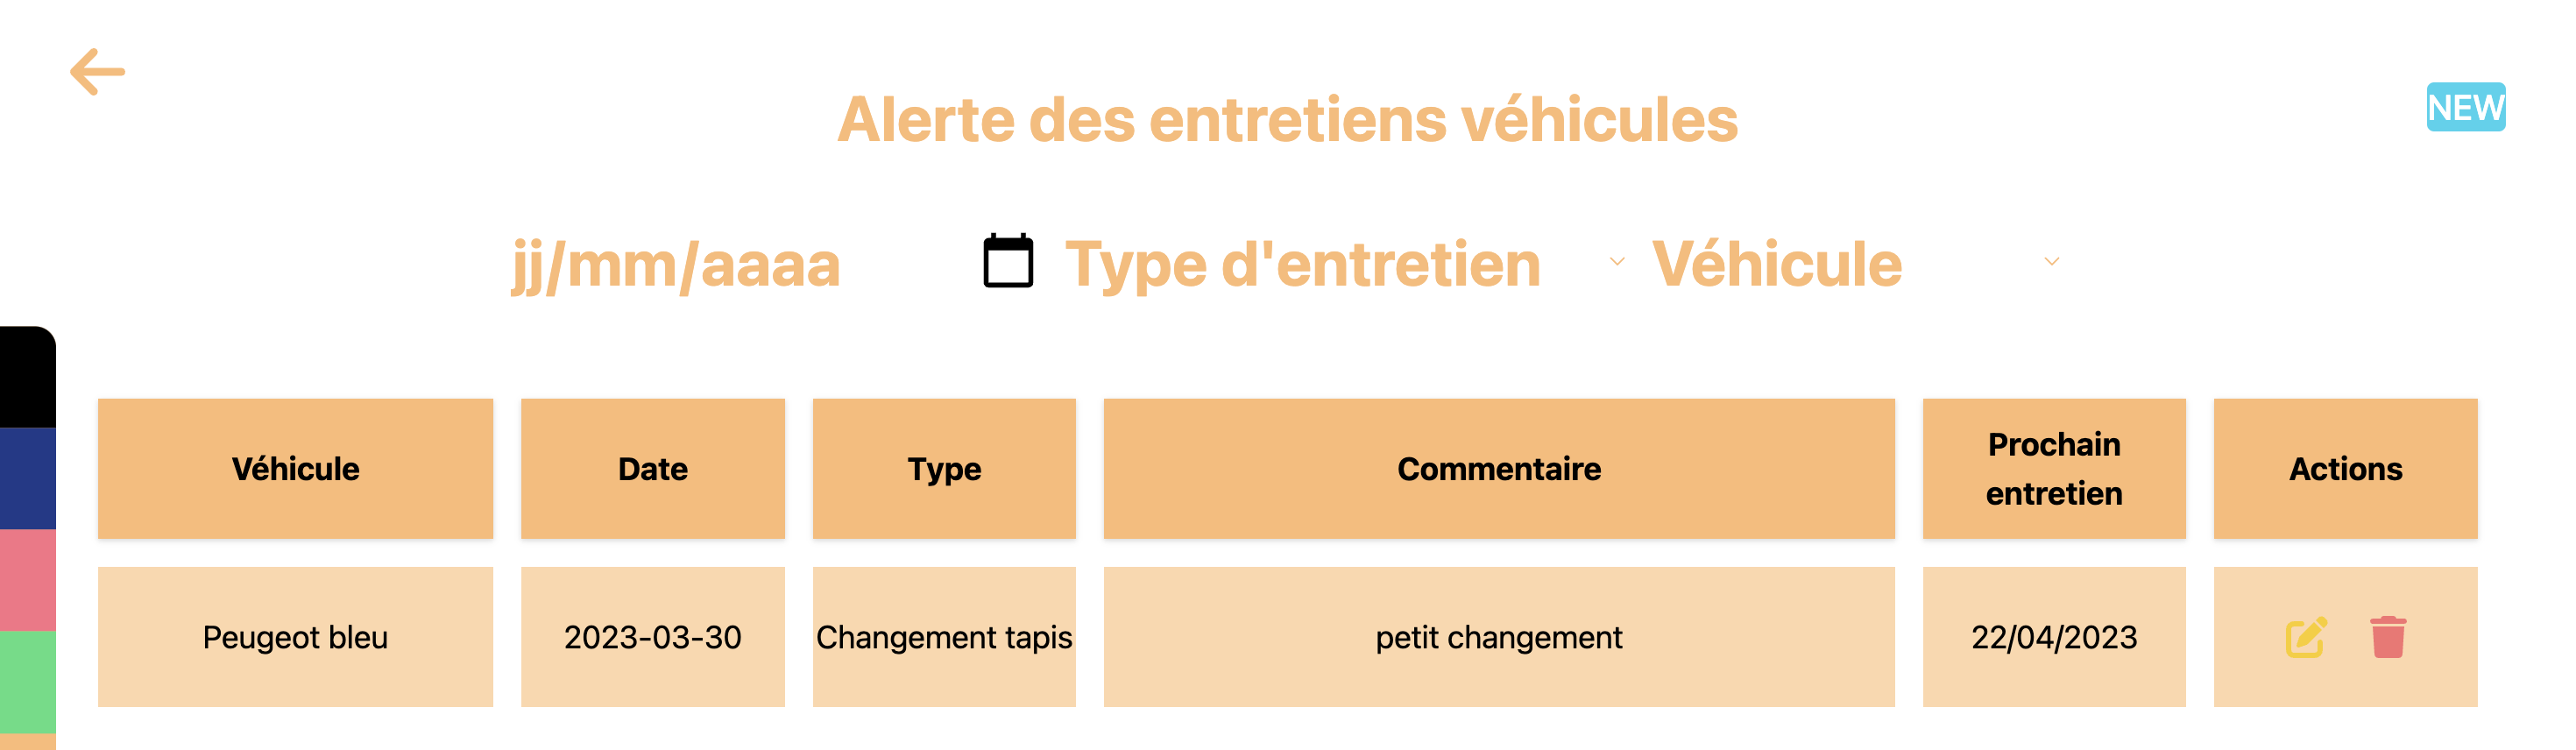 Alerte des entretiens véhicules
NEW
jj/mm/aaaa
Type d'entretien
Véhicule
Véhicule
Date
Type
Commentaire
Prochain
entretien
Actions
Peugeot bleu
2023-03-30
Changement tapis
petit changement
22/04/2023